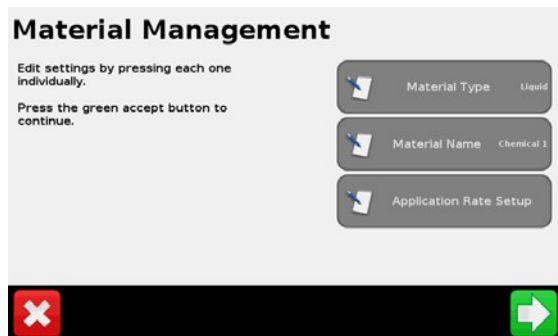 Material Management
Edit settings by pressing each one
individually.
Press the green accept button to
continue.
Material Type Liquid
Material Name Chemical 1
Application Rate Setup